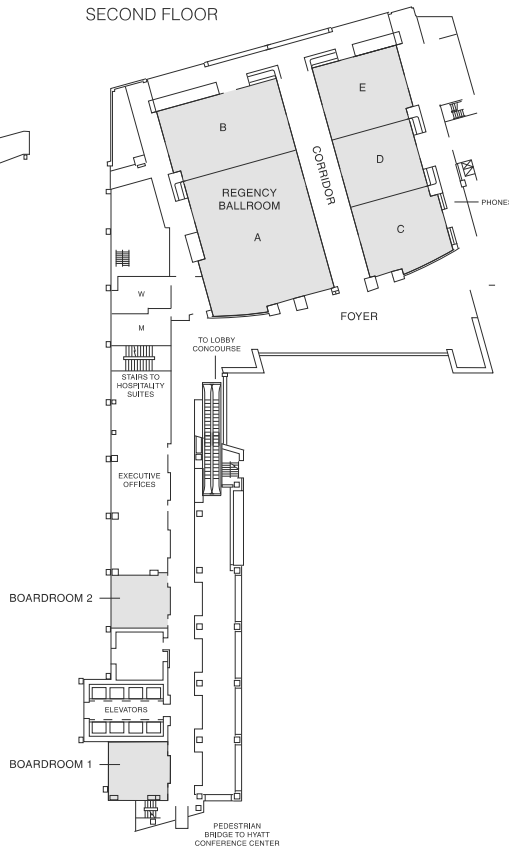 SECOND FLOOR
E
B
CORRIDOR
D
REGENCY
BALLROOM
PHONES
C
A
W
FOYER
M
TO LOBBY
CONCOURSE
STAIRS TO
HOSPITALITY
SUITES
EXECUTIVE
OFFICES
BOARDROOM 2
ELEVATORS
BOARDROOM 1
PEDESTRIAN
BRIDGE TO HYATT
CONFERENCE CENTER